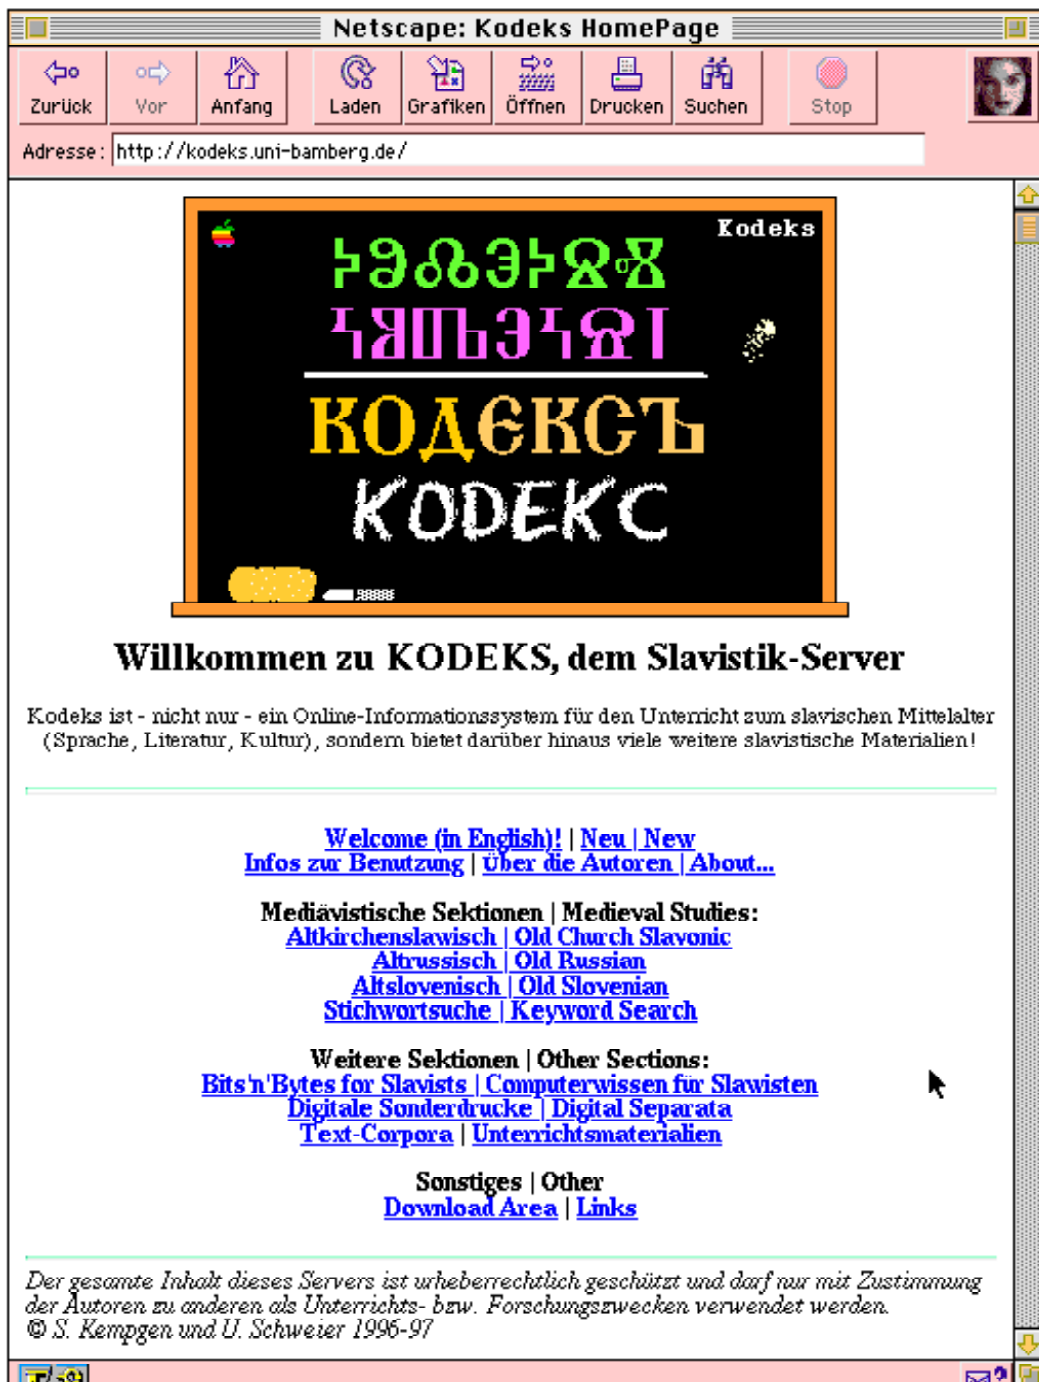 Netscape: Kodeks HomePage
Zurück Vor Anfang Laden Grafiken Öffnen Drucken Suchen Stop
Adresse: http://kodeks.uni-bamberg.de/
Kodeks
ⰽⱁⰴⰵⰽⱄⱏ
ⰽⱁⰴⰵⰽⱄⱜ
КОДЄКСЪ
KODEKC
Willkommen zu KODEKS, dem Slavistik-Server
Kodeks ist - nicht nur - ein Online-Informationssystem für den Unterricht zum slavischen Mittelalter
(Sprache, Literatur, Kultur), sondern bietet darüber hinaus viele weitere slavistische Materialien!
Welcome (in English)! | Neu | New
Infos zur Benutzung | Über die Autoren | About...
Mediävistische Sektionen | Medieval Studies:
Altkirchenslawisch | Old Church Slavonic
Altrussisch | Old Russian
Altslovenisch | Old Slovenian
Stichwortsuche | Keyword Search
Weitere Sektionen | Other Sections:
Bits'n'Bytes for Slavists | Computerwissen für Slawisten
Digitale Sonderdrucke | Digital Separata
Text-Corpora | Unterrichtsmaterialien
Sonstiges | Other
Download Area | Links
Der gesamte Inhalt dieses Servers ist urheberrechtlich geschützt und darf nur mit Zustimmung
der Autoren zu anderen als Unterrichts- bzw. Forschungszwecken verwendet werden.
© S. Kempgen und U. Schweier 1996-97